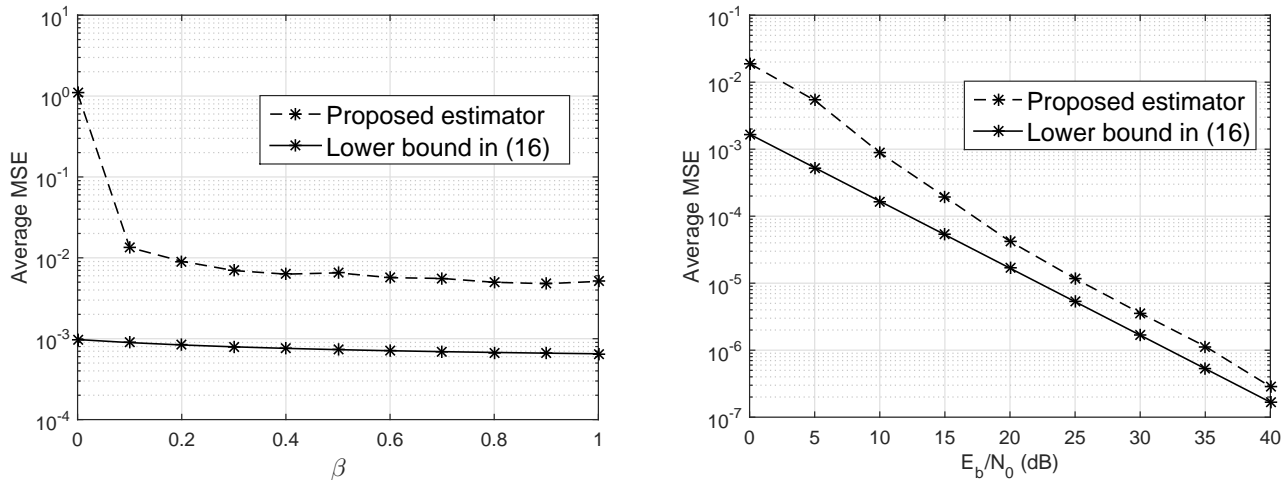 10^1
10^0
10^-1
10^-2
10^-3
10^-4
Average MSE
0 0.2 0.4 0.6 0.8 1
β
Proposed estimator
Lower bound in (16)
10^-1
10^-2
10^-3
10^-4
10^-5
10^-6
10^-7
Average MSE
0 5 10 15 20 25 30 35 40
E_b/N_0 (dB)
Proposed estimator
Lower bound in (16)